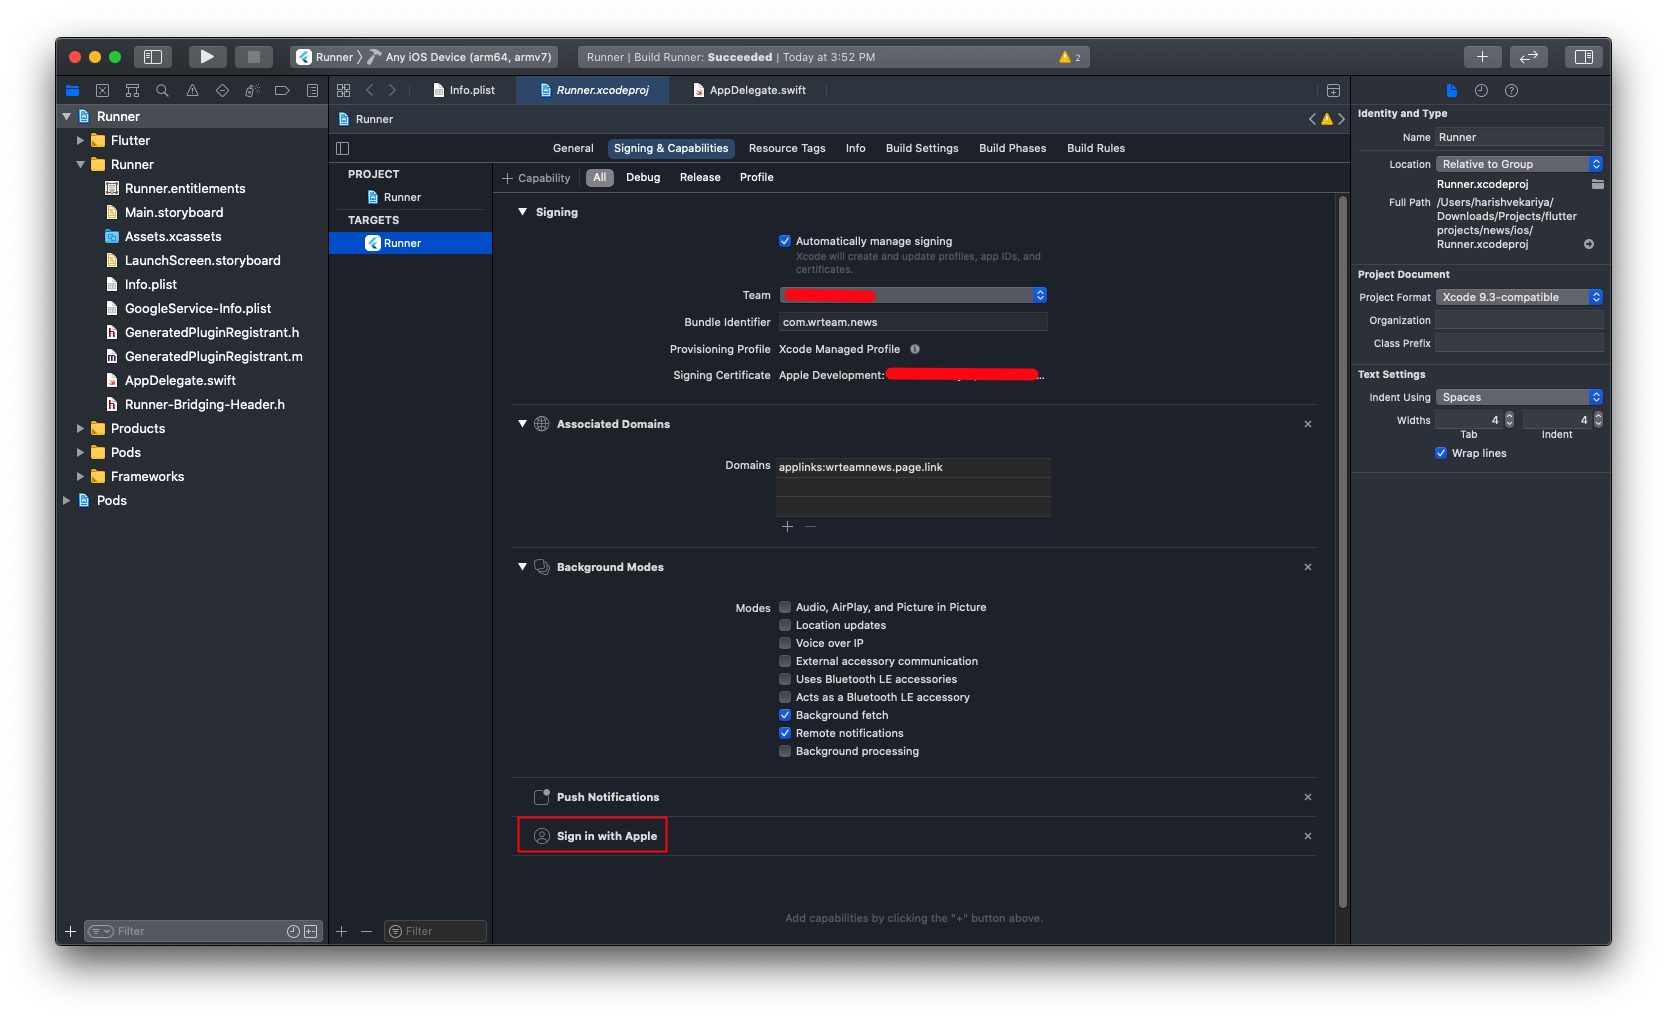 Runner
Any iOS Device (arm64, armv7)
Runner | Build Runner: Succeeded | Today at 3:52 PM
2
Info.plist
Runner.xcodeproj
AppDelegate.swift
Runner
Flutter
Runner
Runner.entitlements
Main.storyboard
Assets.xcassets
LaunchScreen.storyboard
Info.plist
GoogleService-Info.plist
GeneratedPluginRegistrant.h
GeneratedPluginRegistrant.m
AppDelegate.swift
Runner-Bridging-Header.h
Products
Pods
Frameworks
Pods
Filter
Runner
General
Signing & Capabilities
Resource Tags
Info
Build Settings
Build Phases
Build Rules
PROJECT
Runner
TARGETS
Runner
Filter
+ Capability
All
Debug
Release
Profile
Signing
Automatically manage signing
Xcode will create and update profiles, app IDs, and
certificates.
Team
Bundle Identifier com.wrteam.news
Provisioning Profile Xcode Managed Profile
Signing Certificate Apple Development: ...
Associated Domains
Domains applinks:wrteamnews.page.link
Background Modes
Modes
Audio, AirPlay, and Picture in Picture
Location updates
Voice over IP
External accessory communication
Uses Bluetooth LE accessories
Acts as a Bluetooth LE accessory
Background fetch
Remote notifications
Background processing
Push Notifications
Sign in with Apple
Add capabilities by clicking the "+" button above.
Identity and Type
Name Runner
Location Relative to Group
Runner.xcodeproj
Full Path /Users/harishvekariya/
Downloads/Projects/flutter
projects/news/ios/
Runner.xcodeproj
Project Document
Project Format Xcode 9.3-compatible
Organization
Class Prefix
Text Settings
Indent Using Spaces
Widths 4 4
Tab Indent
Wrap lines